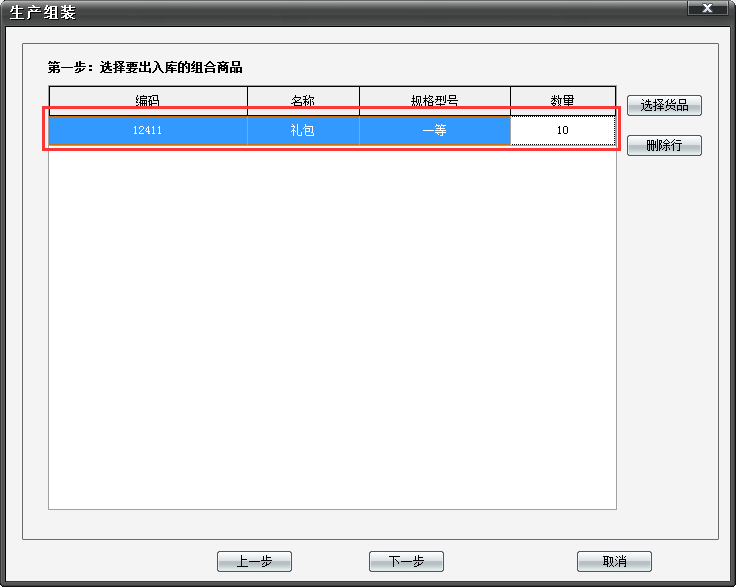 生产组装
X
第一步：选择要出入库的组合商品
编码 名称 规格型号 数量
12411 礼包 一等 10
选择货品
删除行
上一步 下一步 取消